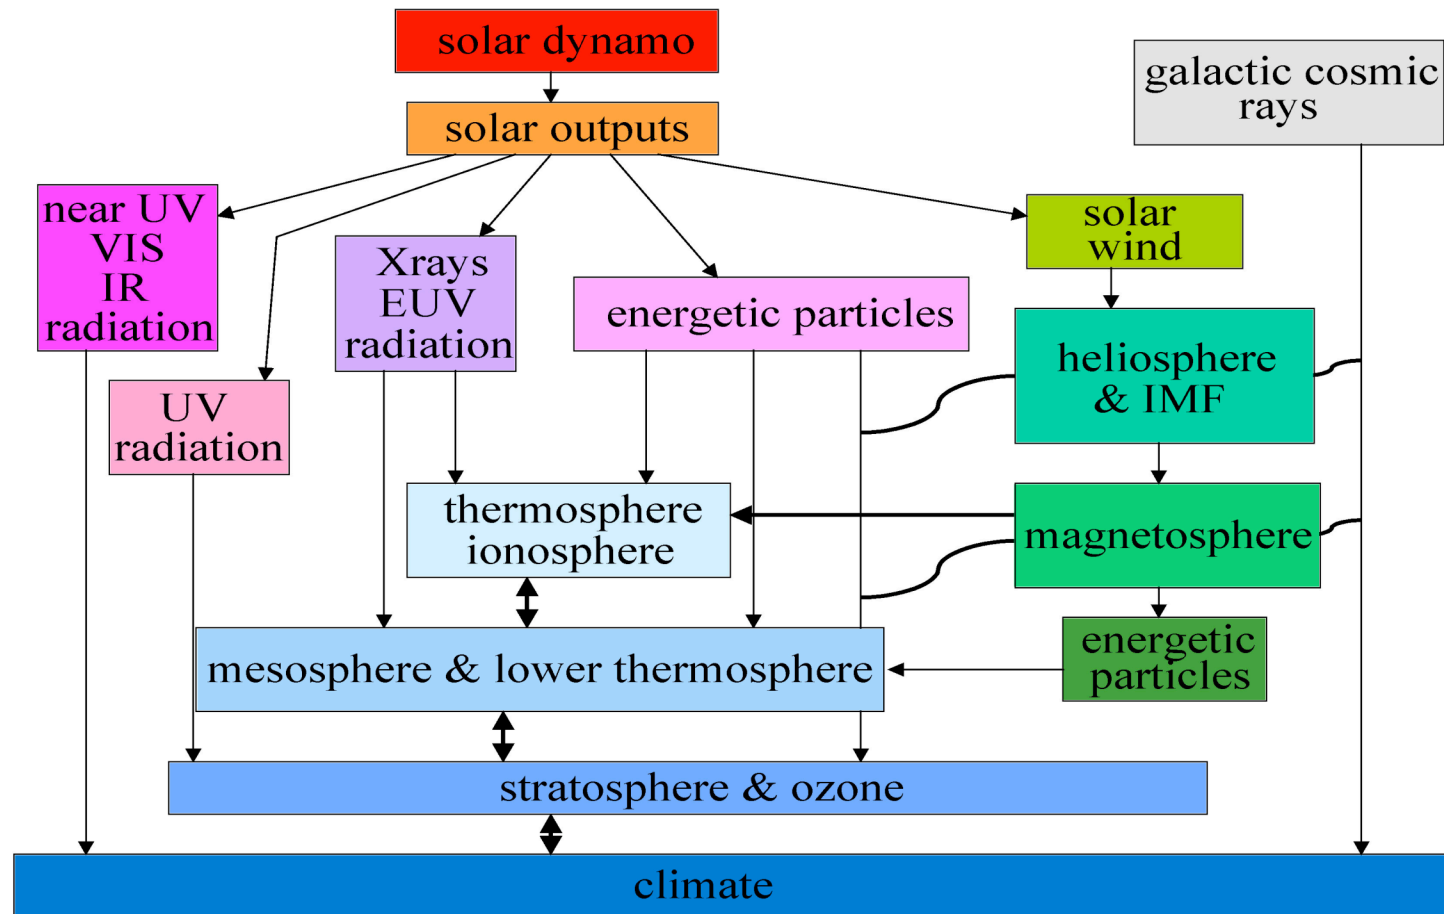 solar dynamo
galactic cosmic
rays
solar outputs
near UV
VIS
IR
radiation
solar
wind
Xrays
EUV
radiation
energetic particles
heliosphere
& IMF
UV
radiation
thermosphere
ionosphere
magnetosphere
energetic
particles
mesosphere & lower thermosphere
stratosphere & ozone
climate